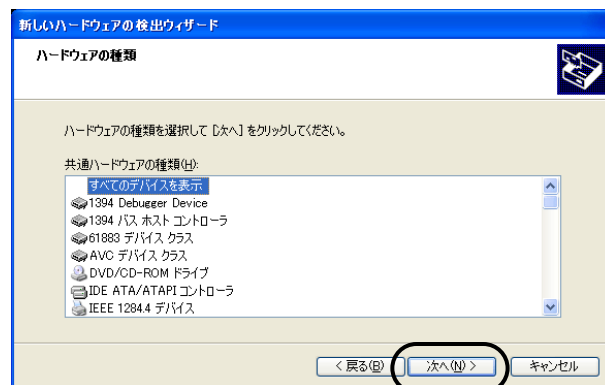 新しいハードウェアの検出ウィザード
ハードウェアの種類
ハードウェアの種類を選択して [次へ] をクリックしてください。
共通ハードウェアの種類(H):
すべてのデバイスを表示
1394 Debugger Device
1394 バス ホスト コントローラ
61883 デバイス クラス
AVC デバイス クラス
DVD/CD-ROM ドライブ
IDE ATA/ATAPI コントローラ
IEEE 1284.4 デバイス
< 戻る(B) 次へ(N) > キャンセル